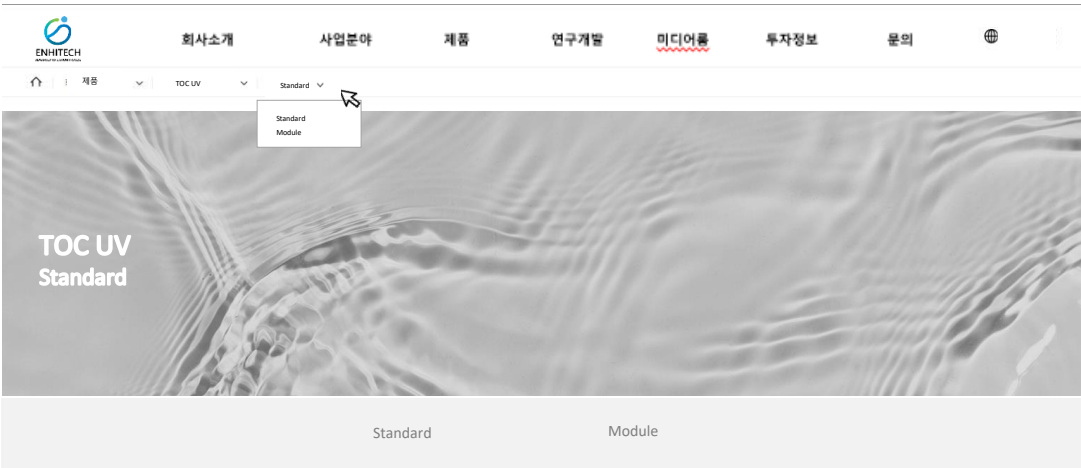 ENHITECH
회사소개
사업분야
제품
연구개발
미디어룸
투자정보
문의
제품
TOC UV
Standard
Standard
Module
TOC UV
Standard
Standard
Module